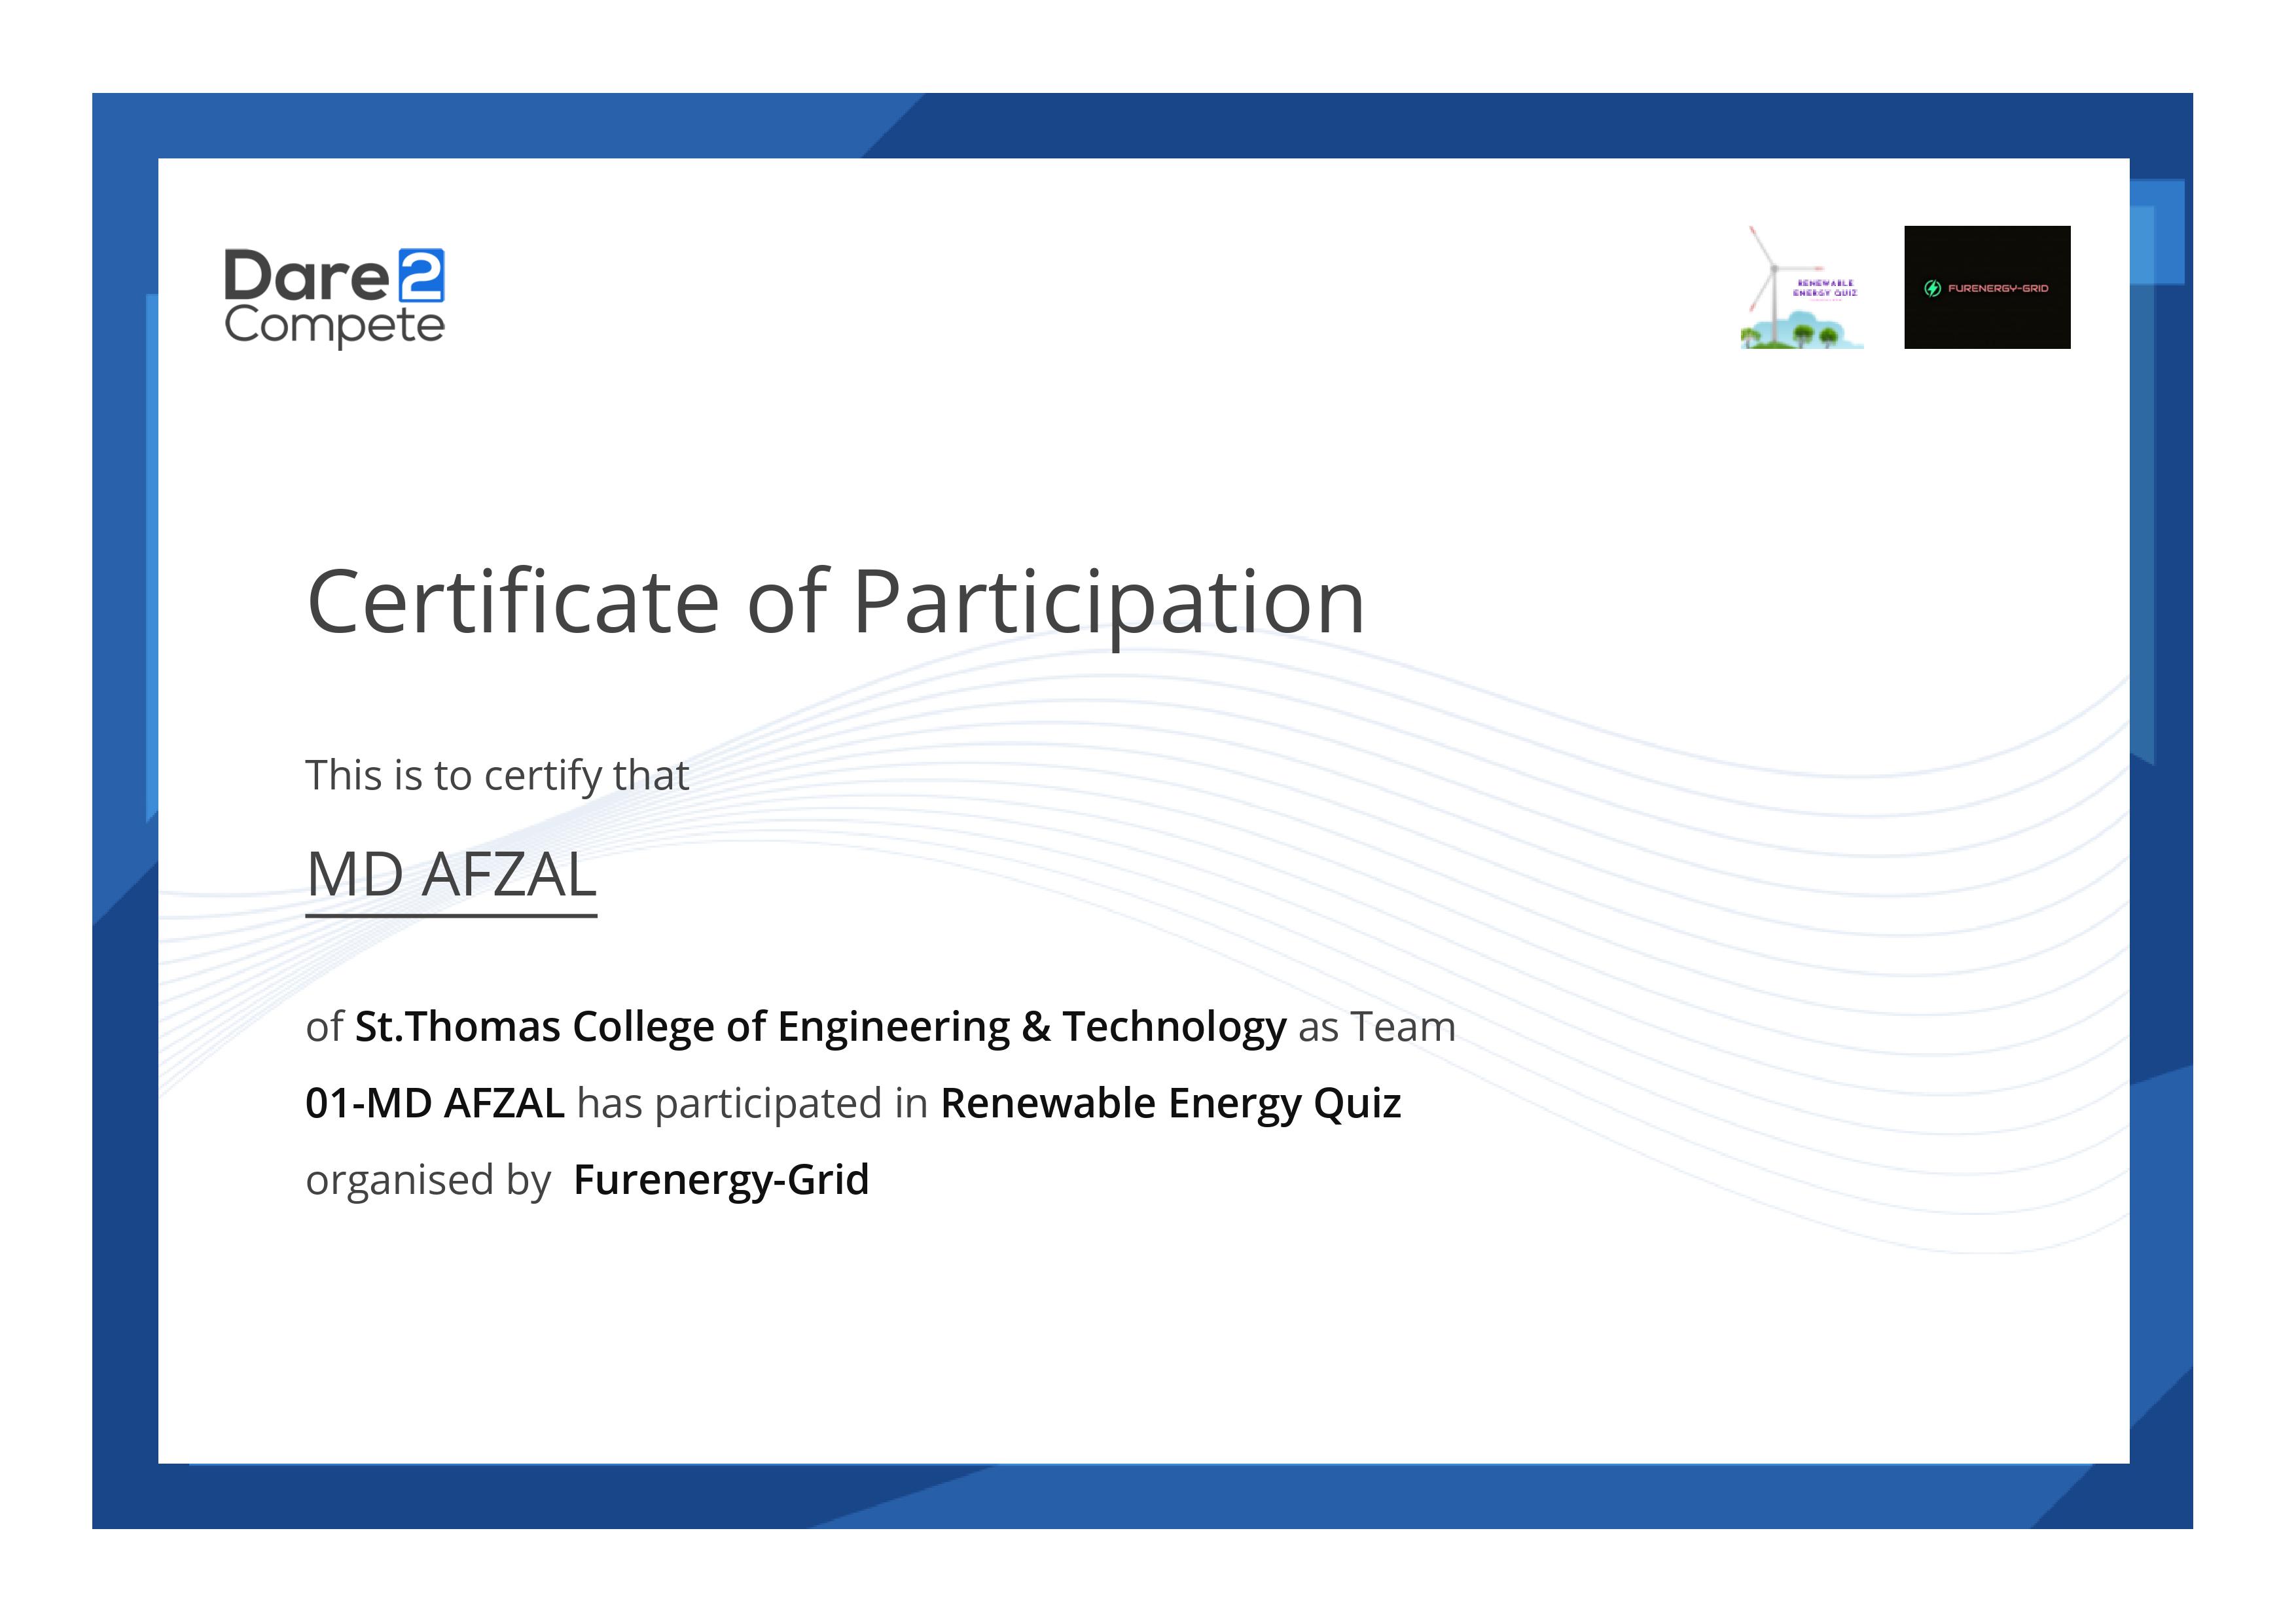 Dare2
Compete
RENEWABLE
ENERGY QUIZ
FURENERGY-GRID
Certificate of Participation
This is to certify that
MD AFZAL
of St.Thomas College of Engineering & Technology as Team
01-MD AFZAL has participated in Renewable Energy Quiz
organised by  Furenergy-Grid